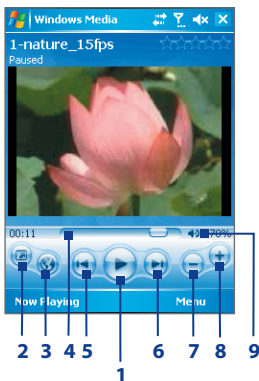 Windows Media
1-nature_15fps
Paused
00:11 70%
Now Playing Menu
2 3 4 5 1 6 7 8 9